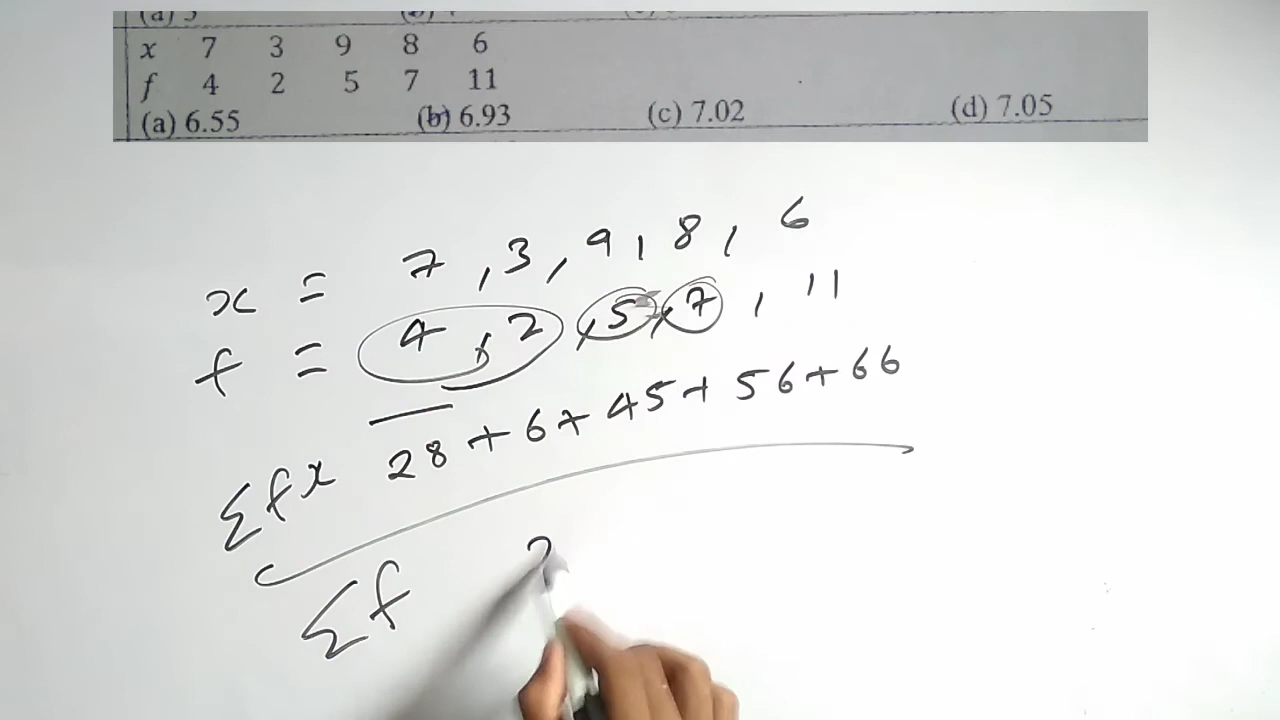 x 7 3 9 8 6
f 4 2 5 7 11
(a) 6.55 (b) 6.93 (c) 7.02 (d) 7.05
x = 7 , 3 , 9 , 8 , 6
f = 4 , 2 , 5 , 7 , 11
Σfx 28 + 6 + 45 + 56 + 66
Σf 2